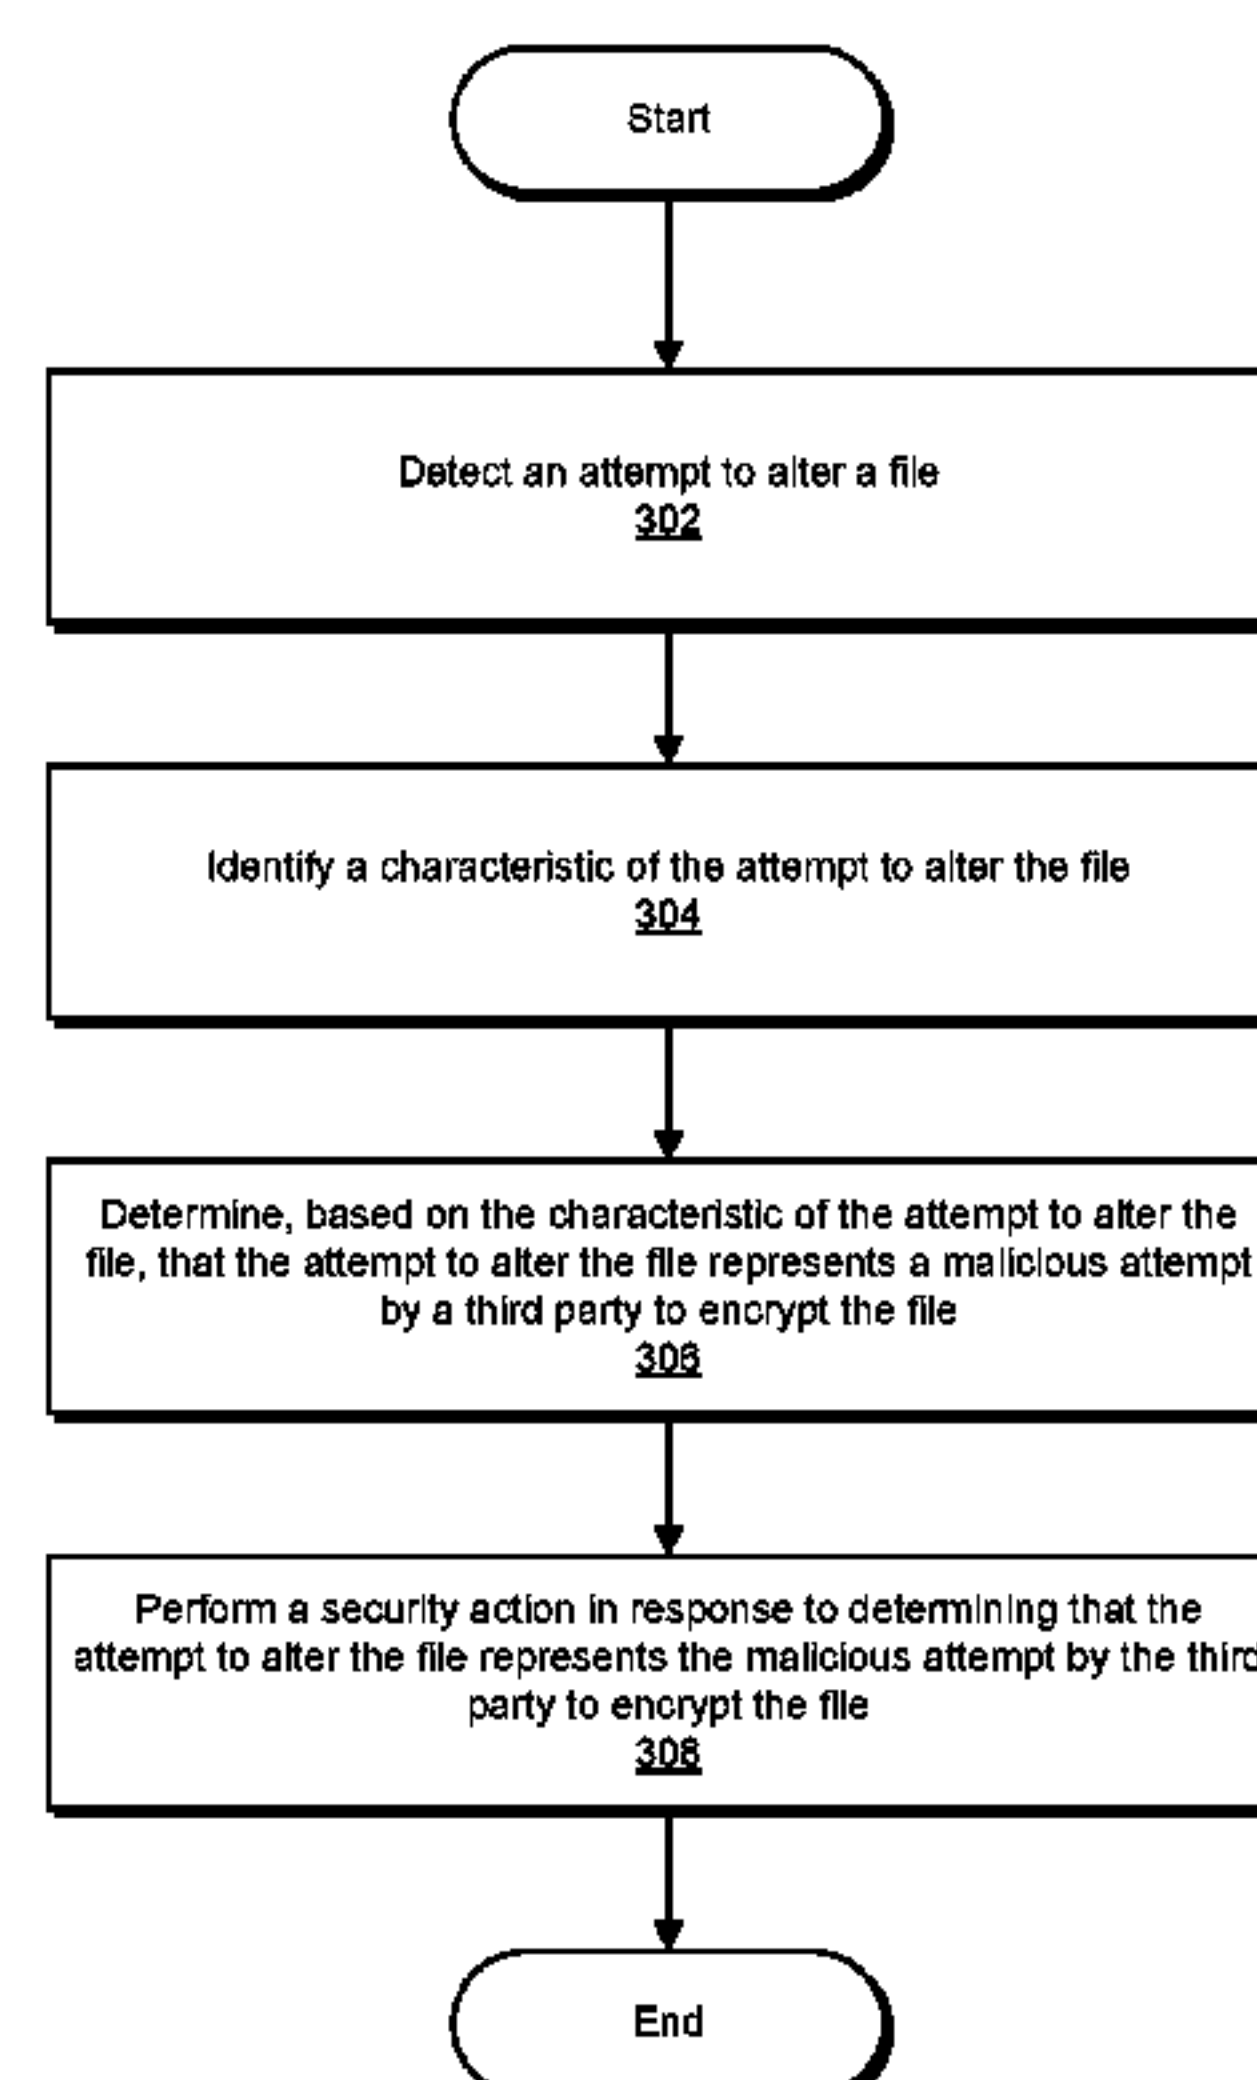 Start
Detect an attempt to alter a file
302
Identify a characteristic of the attempt to alter the file
304
Determine, based on the characteristic of the attempt to alter the
file, that the attempt to alter the file represents a malicious attempt
by a third party to encrypt the file
306
Perform a security action in response to determining that the
attempt to alter the file represents the malicious attempt by the third
party to encrypt the file
308
End